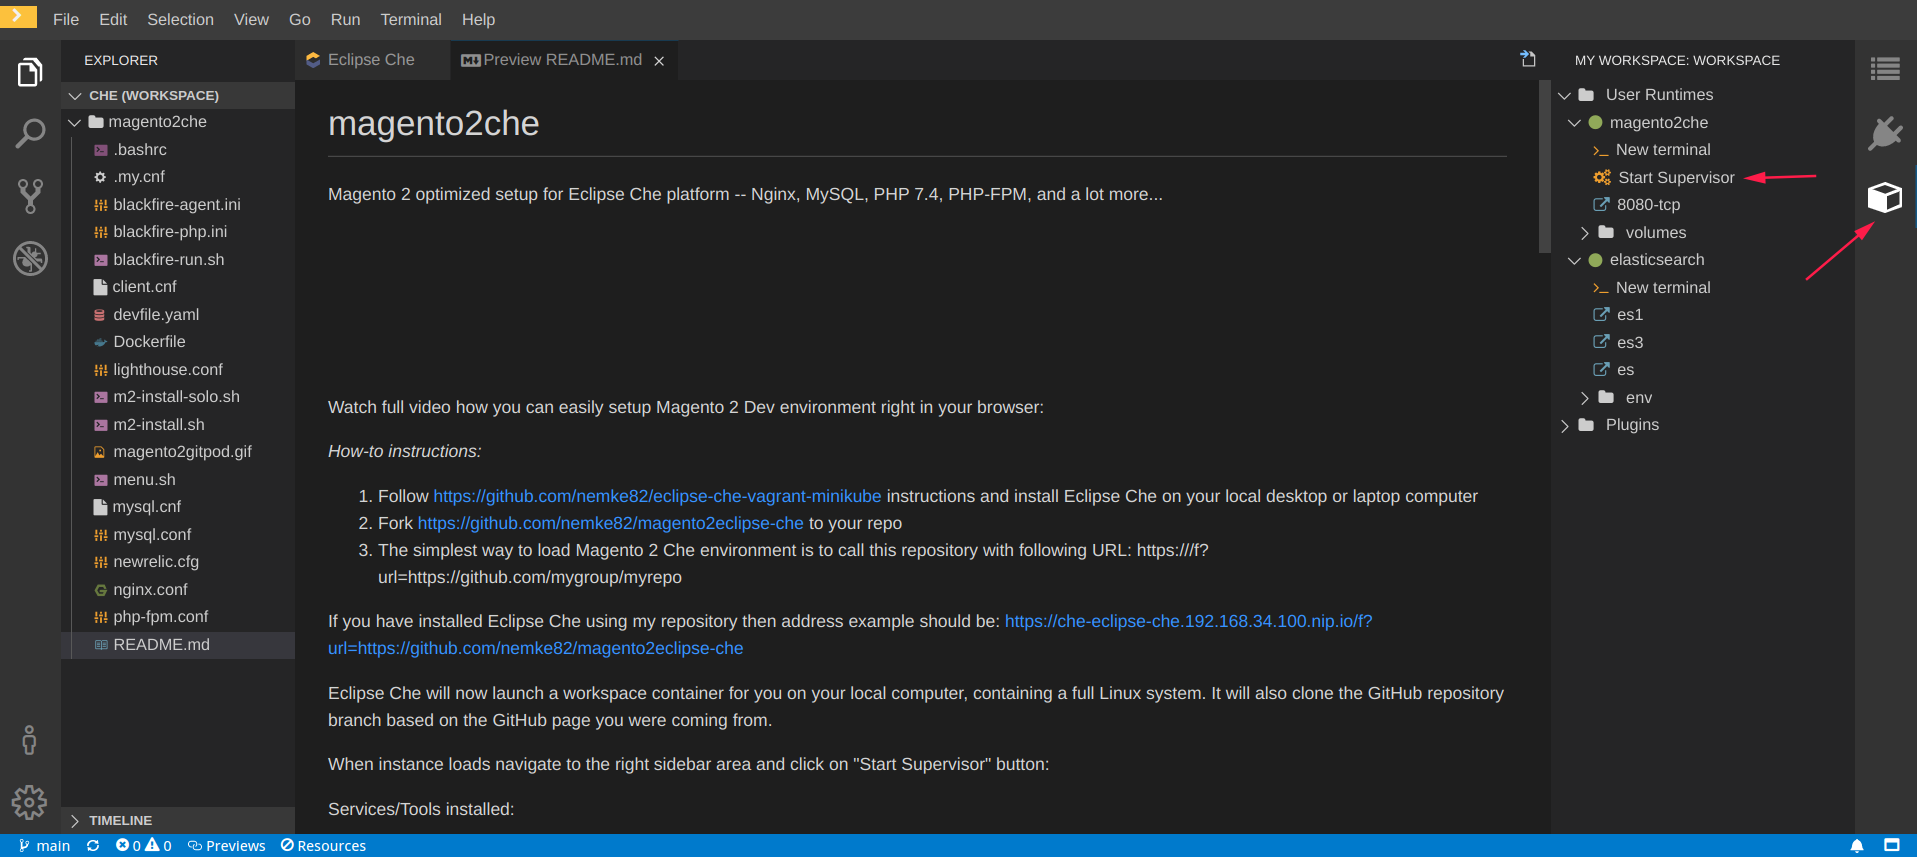 File Edit Selection View Go Run Terminal Help
EXPLORER
CHE (WORKSPACE)
magento2che
.bashrc
.my.cnf
blackfire-agent.ini
blackfire-php.ini
blackfire-run.sh
client.cnf
devfile.yaml
Dockerfile
lighthouse.conf
m2-install-solo.sh
m2-install.sh
magento2gitpod.gif
menu.sh
mysql.cnf
mysql.conf
newrelic.cfg
nginx.conf
php-fpm.conf
README.md
TIMELINE
Eclipse Che
Preview README.md
magento2che
Magento 2 optimized setup for Eclipse Che platform -- Nginx, MySQL, PHP 7.4, PHP-FPM, and a lot more...
Watch full video how you can easily setup Magento 2 Dev environment right in your browser:
How-to instructions:
1. Follow https://github.com/nemke82/eclipse-che-vagrant-minikube instructions and install Eclipse Che on your local desktop or laptop computer
2. Fork https://github.com/nemke82/magento2eclipse-che to your repo
3. The simplest way to load Magento 2 Che environment is to call this repository with following URL: https:///f?
url=https://github.com/mygroup/myrepo
If you have installed Eclipse Che using my repository then address example should be: https://che-eclipse-che.192.168.34.100.nip.io/f?
url=https://github.com/nemke82/magento2eclipse-che
Eclipse Che will now launch a workspace container for you on your local computer, containing a full Linux system. It will also clone the GitHub repository
branch based on the GitHub page you were coming from.
When instance loads navigate to the right sidebar area and click on "Start Supervisor" button:
Services/Tools installed:
MY WORKSPACE: WORKSPACE
User Runtimes
magento2che
New terminal
Start Supervisor
8080-tcp
volumes
elasticsearch
New terminal
es1
es3
es
env
Plugins
main 0 0 Previews Resources